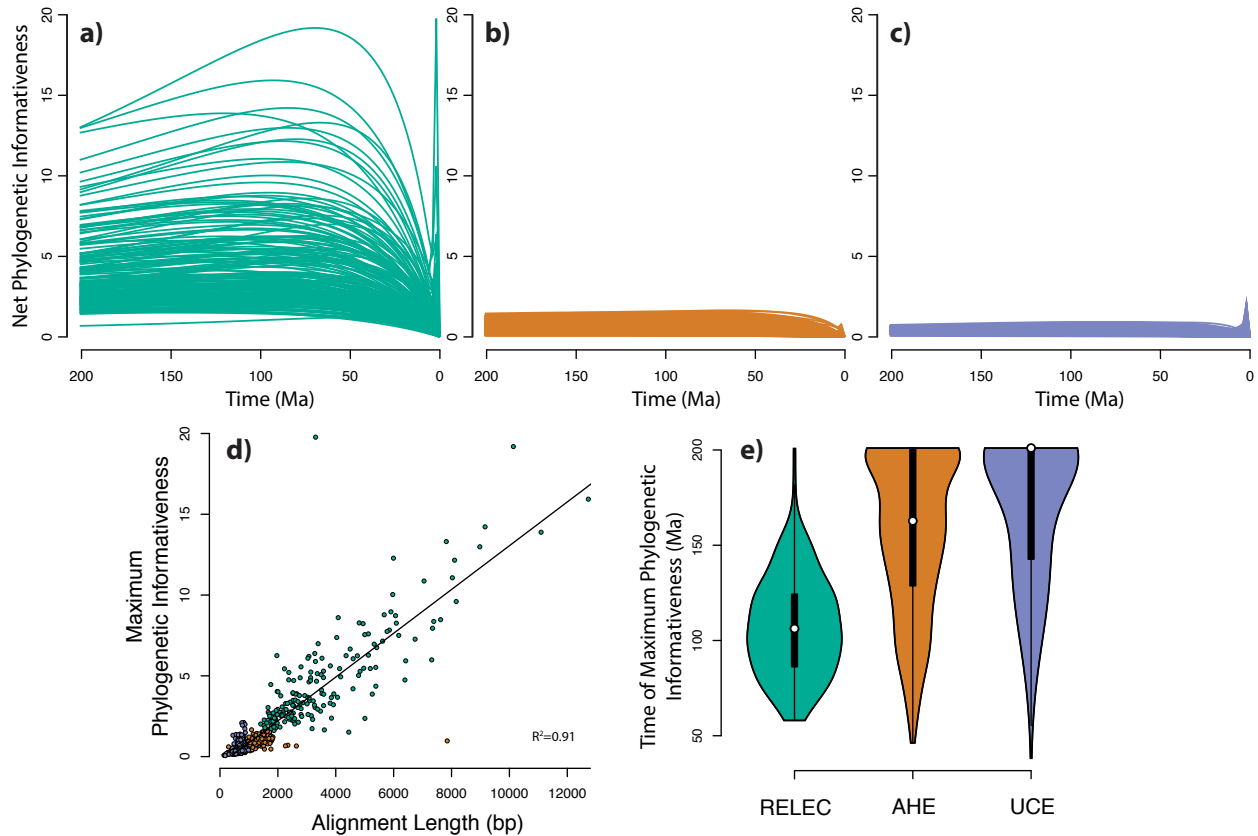 a)
b)
c)
Net Phylogenetic Informativeness
0
5
10
15
20
0
5
10
15
20
0
5
10
15
20
200
150
100
50
0
200
150
100
50
0
200
150
100
50
0
Time (Ma)
Time (Ma)
Time (Ma)
d)
Maximum
Phylogenetic Informativeness
20
15
10
5
0
R²=0.91
0
2000
4000
6000
8000
10000
12000
Alignment Length (bp)
e)
Time of Maximum Phylogenetic
Informativeness (Ma)
200
150
100
50
RELEC
AHE
UCE